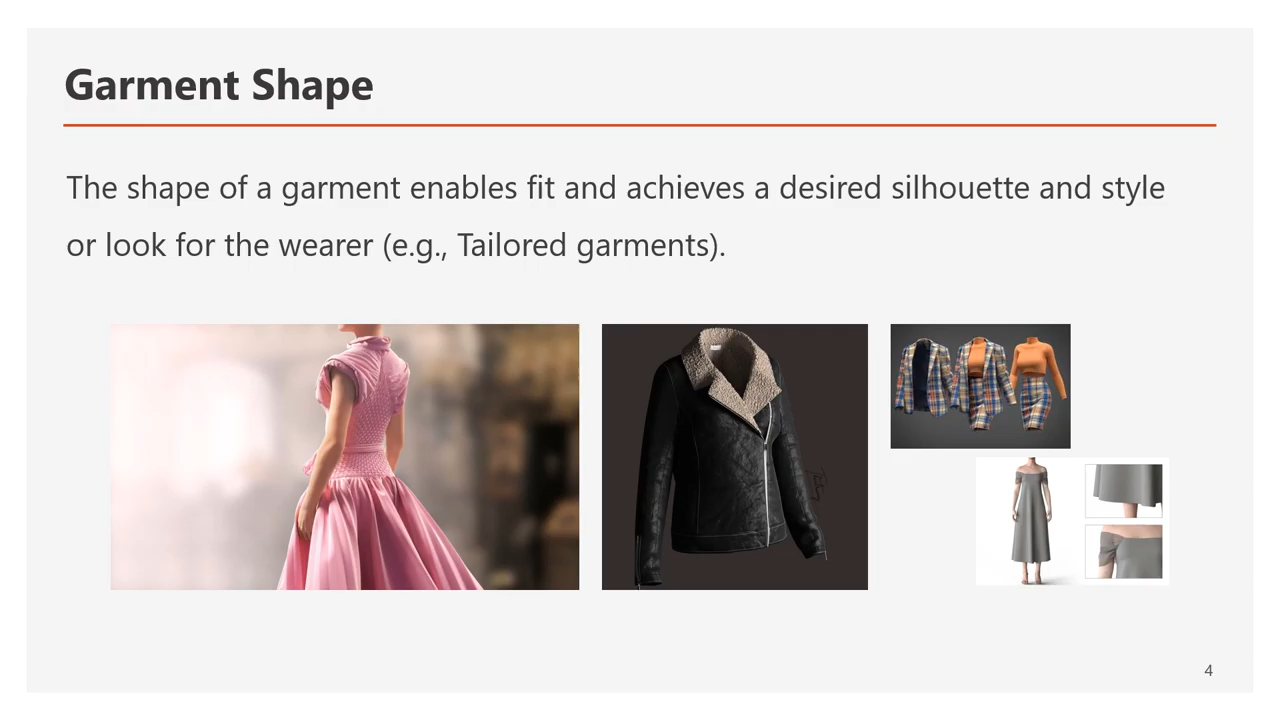 Garment Shape
The shape of a garment enables fit and achieves a desired silhouette and style
or look for the wearer (e.g., Tailored garments).
4